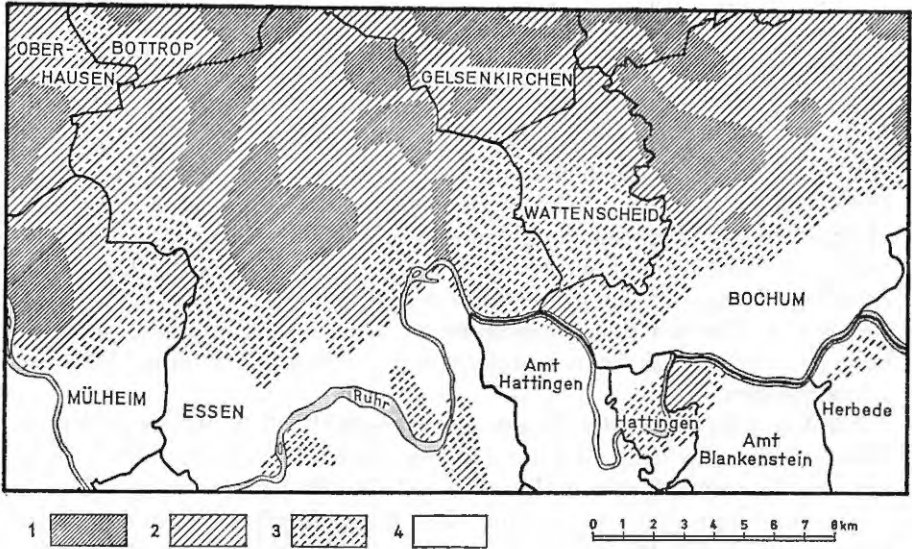 OBER
HAUSEN
BOTTROP
GELSENKIRCHEN
WATTENSCHEID
BOCHUM
MÜLHEIM
ESSEN
Ruhr
Amt
Hattingen
Hattingen
Amt
Blankenstein
Herbede
1 2 3 4
0 1 2 3 4 5 6 7 8 km